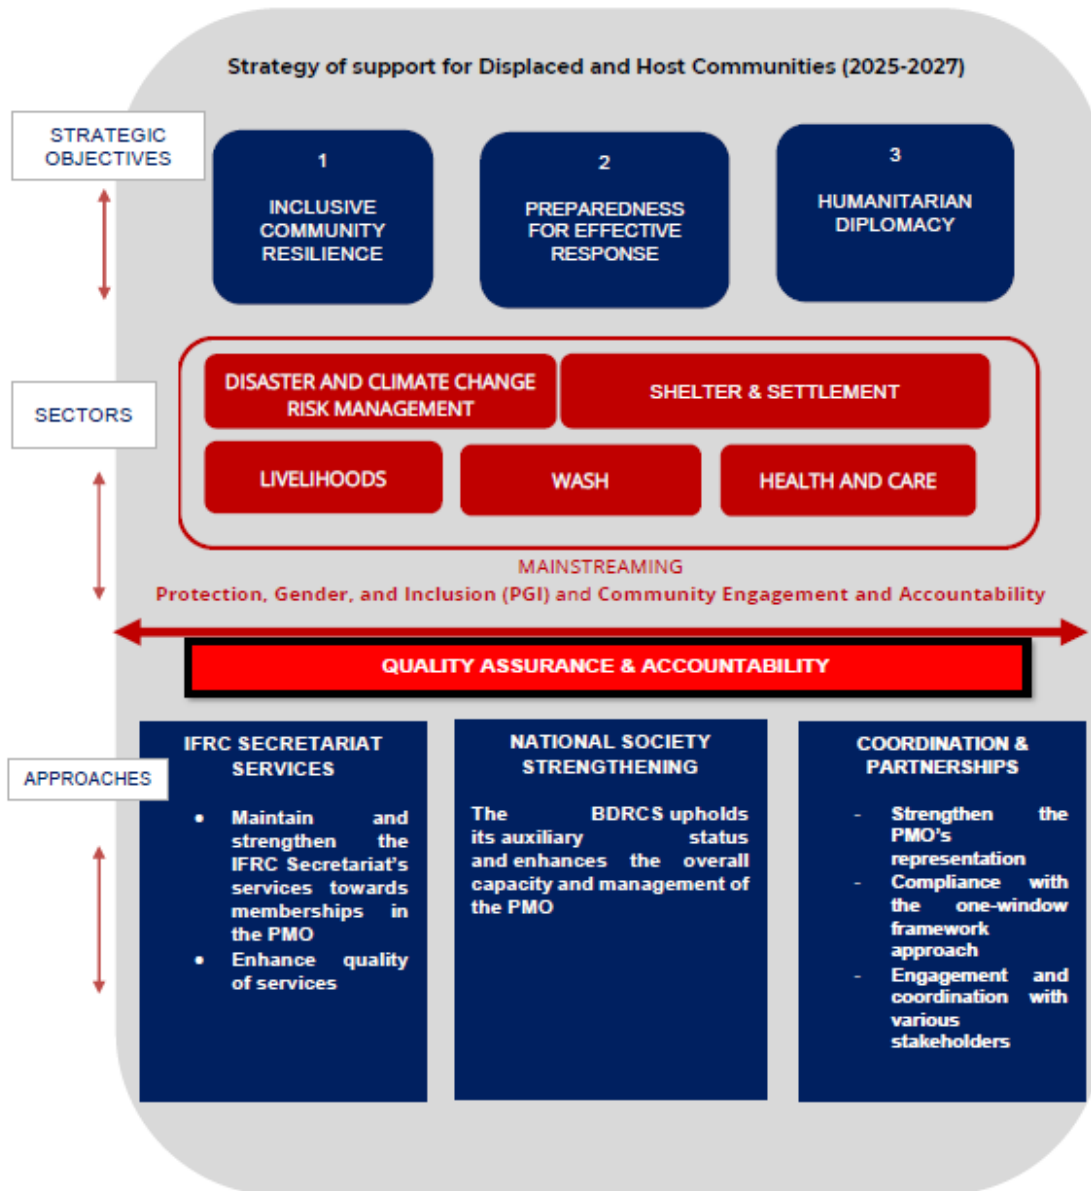 Strategy of support for Displaced and Host Communities (2025-2027)
STRATEGIC
OBJECTIVES
1
INCLUSIVE
COMMUNITY
RESILIENCE
2
PREPAREDNESS
FOR EFFECTIVE
RESPONSE
3
HUMANITARIAN
DIPLOMACY
SECTORS
DISASTER AND CLIMATE CHANGE
RISK MANAGEMENT
SHELTER & SETTLEMENT
LIVELIHOODS
WASH
HEALTH AND CARE
MAINSTREAMING
Protection, Gender, and Inclusion (PGI) and Community Engagement and Accountability
QUALITY ASSURANCE & ACCOUNTABILITY
APPROACHES
IFRC SECRETARIAT
SERVICES
• Maintain and
strengthen the
IFRC Secretariat's
services towards
memberships in
the PMO
• Enhance quality
of services
NATIONAL SOCIETY
STRENGTHENING
The BDRCS upholds
its auxiliary status
and enhances the overall
capacity and management of
the PMO
COORDINATION &
PARTNERSHIPS
- Strengthen the
PMO's
representation
- Compliance with
the one-window
framework
approach
- Engagement and
coordination with
various
stakeholders